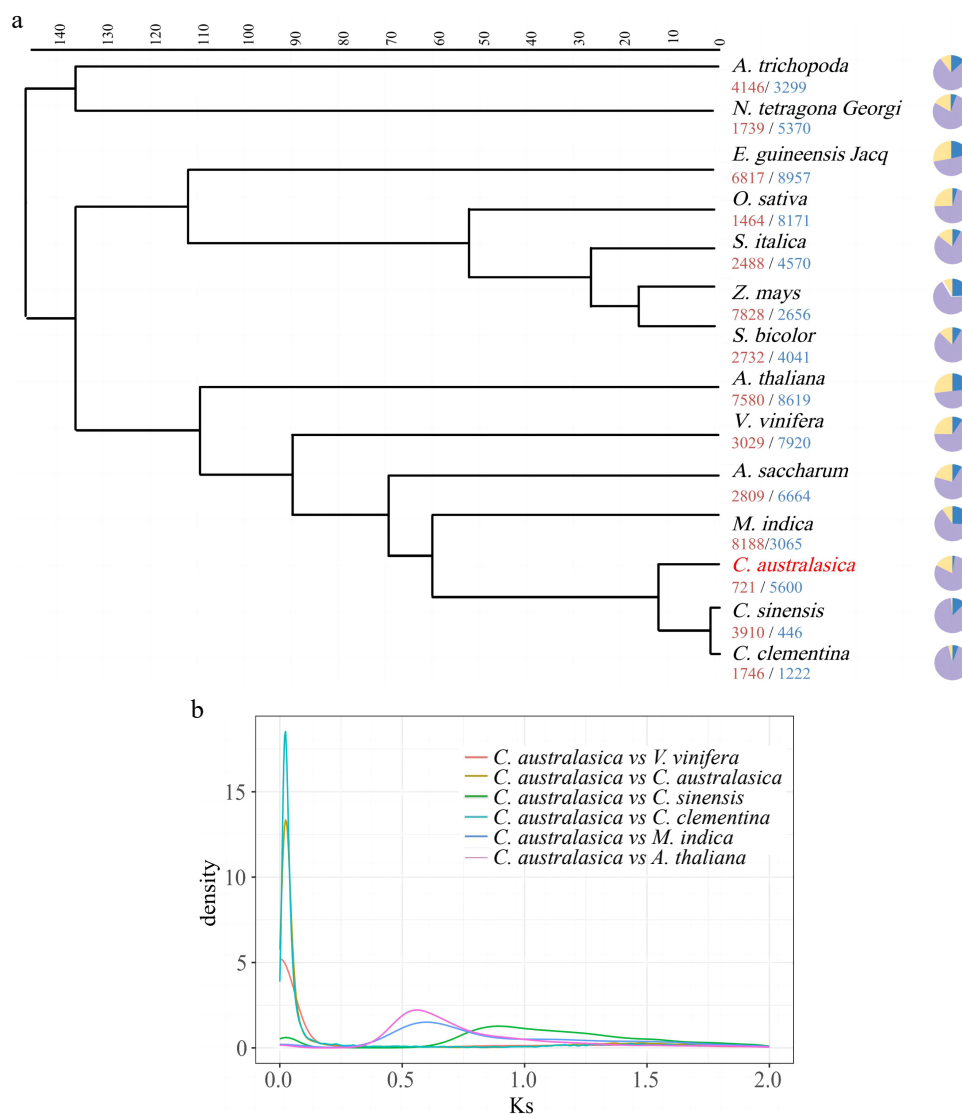 a
140 130 120 110 90 80 70 60 50 40 30 20 10 0
A. trichopoda
4146/ 3299
N. tetragona Georgi
1739 / 5370
E. guineensis Jacq
6817 / 8957
O. sativa
1464 / 8171
S. italica
2488 / 4570
Z. mays
7828 / 2656
S. bicolor
2732 / 4041
A. thaliana
7580 / 8619
V. vinifera
3029 / 7920
A. saccharum
2809 / 6664
M. indica
8188/3065
C. australasica
721 / 5600
C. sinensis
3910 / 446
C. clementina
1746 / 1222
b
C. australasica vs V. vinifera
C. australasica vs C. australasica
C. australasica vs C. sinensis
C. australasica vs C. clementina
C. australasica vs M. indica
C. australasica vs A. thaliana
15
10
5
0
density
0.0 0.5 1.0 1.5 2.0
Ks